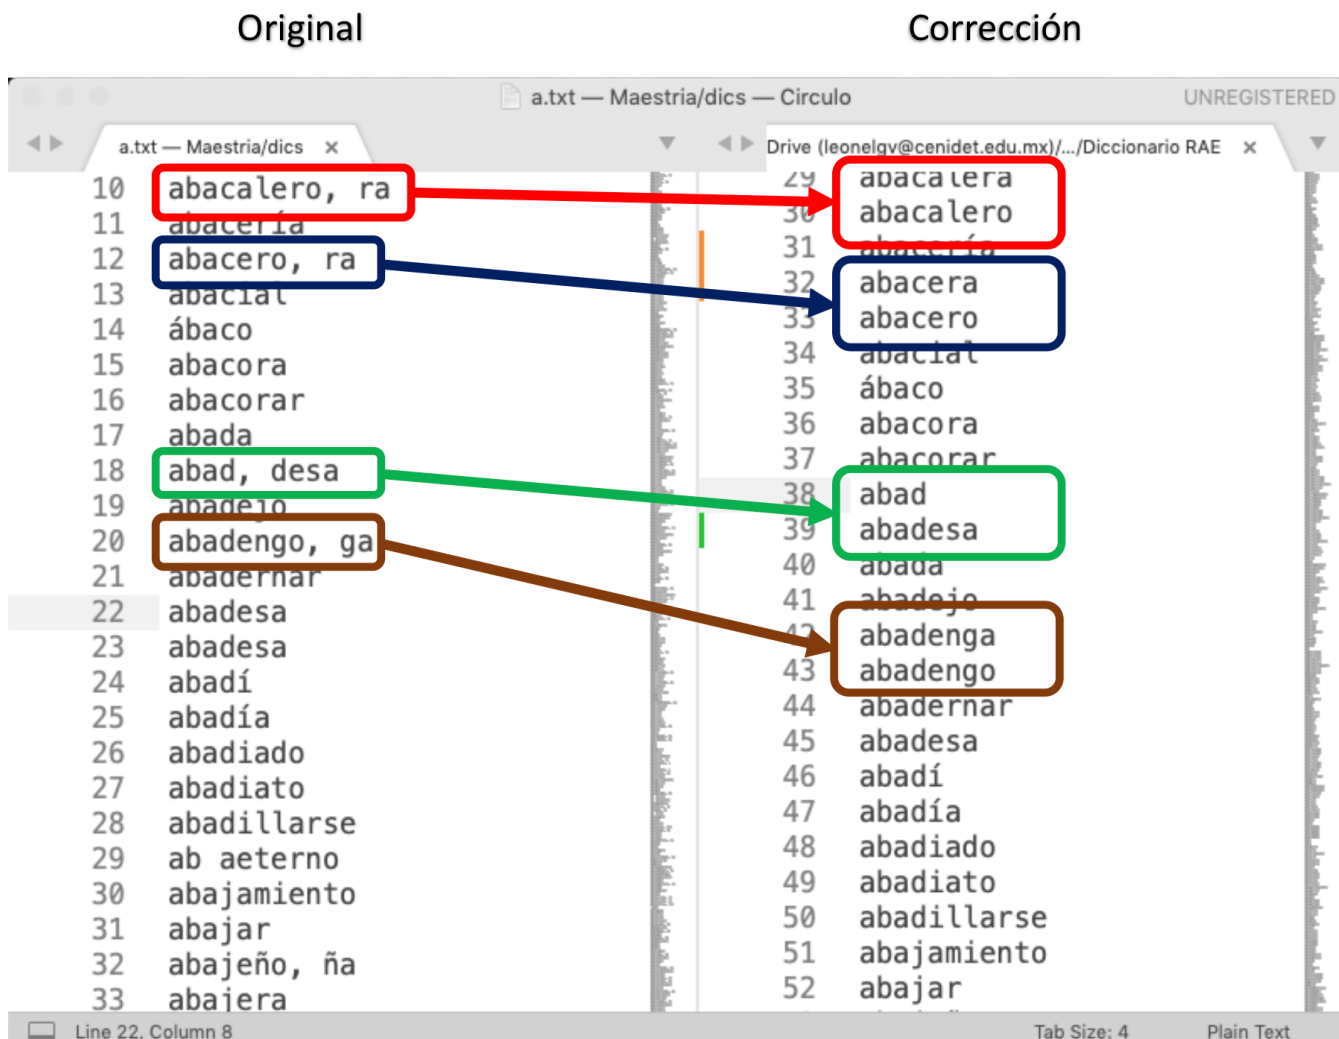 Original
Corrección
a.txt — Maestria/dics — Circulo
UNREGISTERED
a.txt — Maestria/dics
Drive (leonelgv@cenidet.edu.mx)/.../Diccionario RAE
10 abacalero, ra
11 abacería
12 abacero, ra
13 abacial
14 ábaco
15 abacora
16 abacorar
17 abada
18 abad, desa
19 abadejo
20 abadengo, ga
21 abadernar
22 abadesa
23 abadesa
24 abadí
25 abadía
26 abadiado
27 abadiato
28 abadillarse
29 ab aeterno
30 abajamiento
31 abajar
32 abajeño, ña
33 abajera
29 abacalera
30 abacalero
31 abacería
32 abacera
33 abacero
34 abacial
35 ábaco
36 abacora
37 abacorar
38 abad
39 abadesa
40 abada
41 abadejo
42 abadenga
43 abadengo
44 abadernar
45 abadesa
46 abadí
47 abadía
48 abadiado
49 abadiato
50 abadillarse
51 abajamiento
52 abajar
Line 22, Column 8
Tab Size: 4
Plain Text